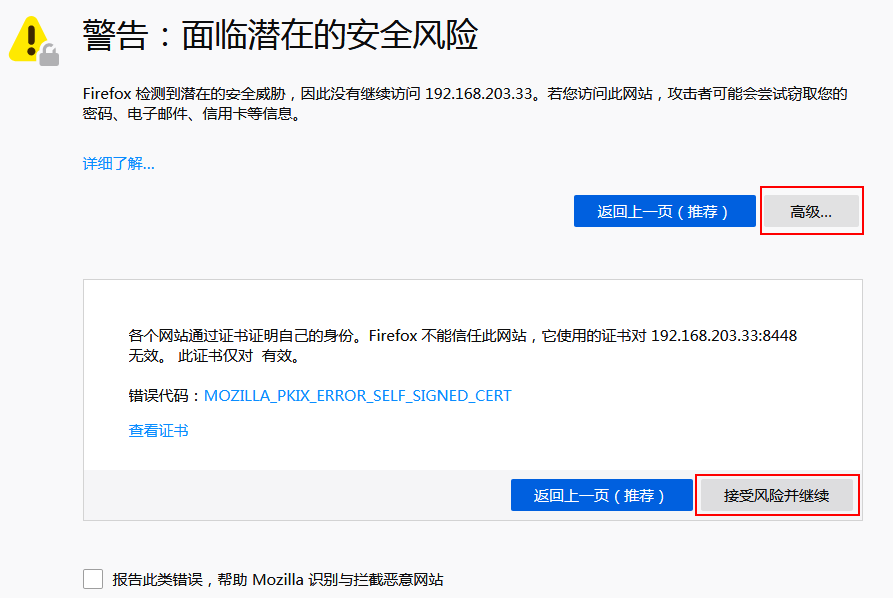 警告：面临潜在的安全风险
Firefox 检测到潜在的安全威胁，因此没有继续访问 192.168.203.33。若您访问此网站，攻击者可能会尝试窃取您的
密码、电子邮件、信用卡等信息。
详细了解...
返回上一页（推荐） 高级...
各个网站通过证书证明自己的身份。Firefox 不能信任此网站，它使用的证书对 192.168.203.33:8448
无效。 此证书仅对  有效。
错误代码：MOZILLA_PKIX_ERROR_SELF_SIGNED_CERT
查看证书
返回上一页（推荐） 接受风险并继续
报告此类错误，帮助 Mozilla 识别与拦截恶意网站